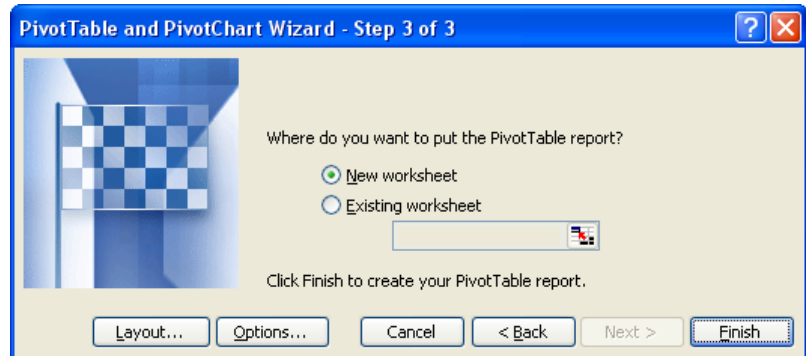 PivotTable and PivotChart Wizard - Step 3 of 3
Where do you want to put the PivotTable report?
New worksheet
Existing worksheet
Click Finish to create your PivotTable report.
Layout... Options... Cancel < Back Next > Finish